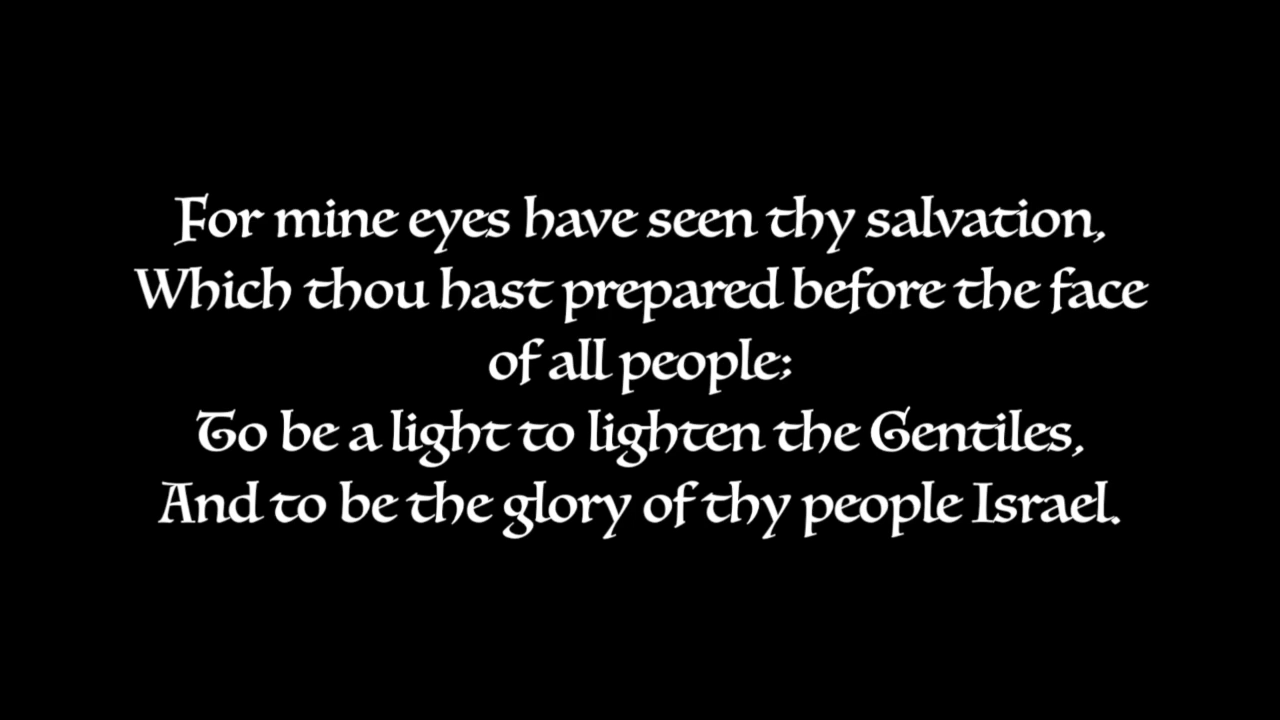 For mine eyes have seen thy salvation,
Which thou hast prepared before the face
of all people;
To be a light to lighten the Gentiles,
And to be the glory of thy people Israel.